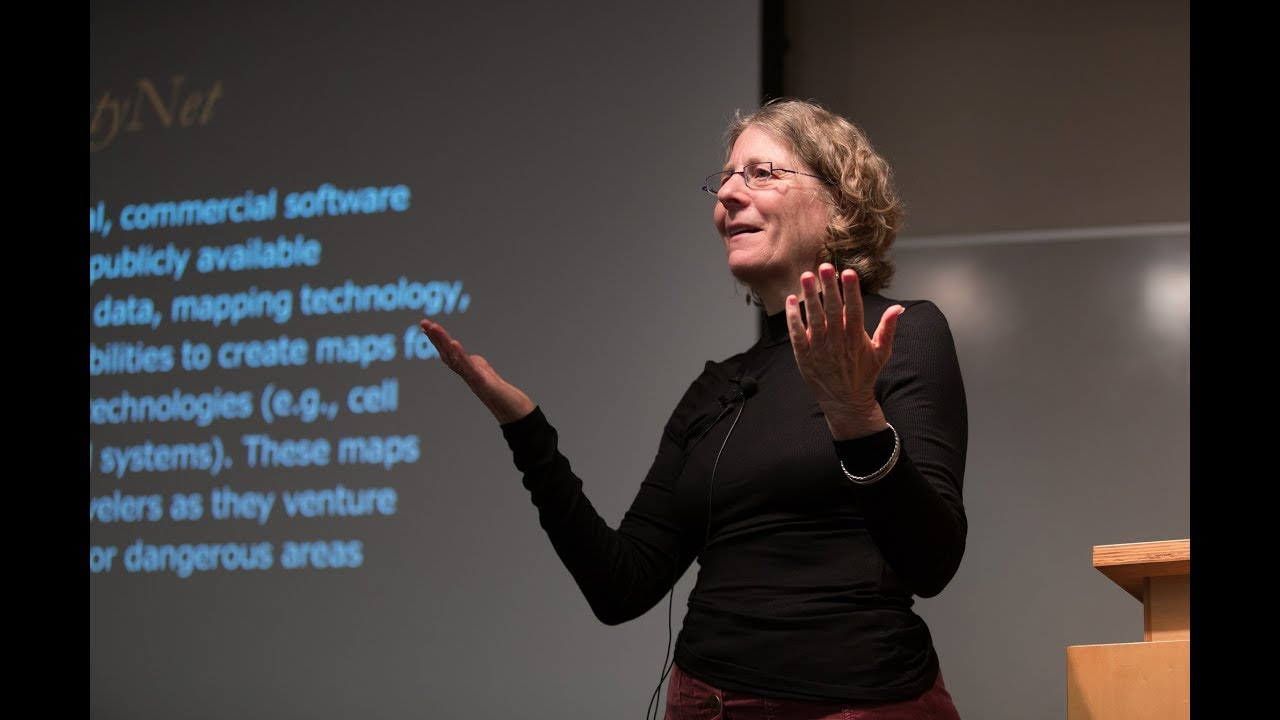 tyNet
al, commercial software
publicly available
data, mapping technology,
bilities to create maps fo
technologies (e.g., cell
l systems). These maps
velers as they venture
or dangerous areas